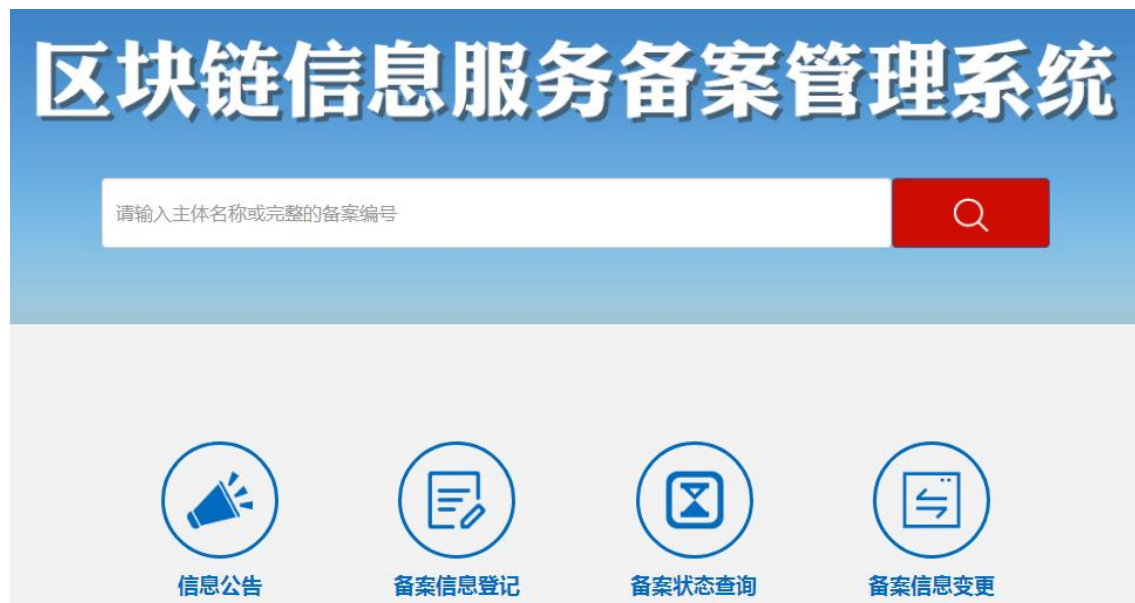 区块链信息服务备案管理系统
请输入主体名称或完整的备案编号
信息公告 备案信息登记 备案状态查询 备案信息变更